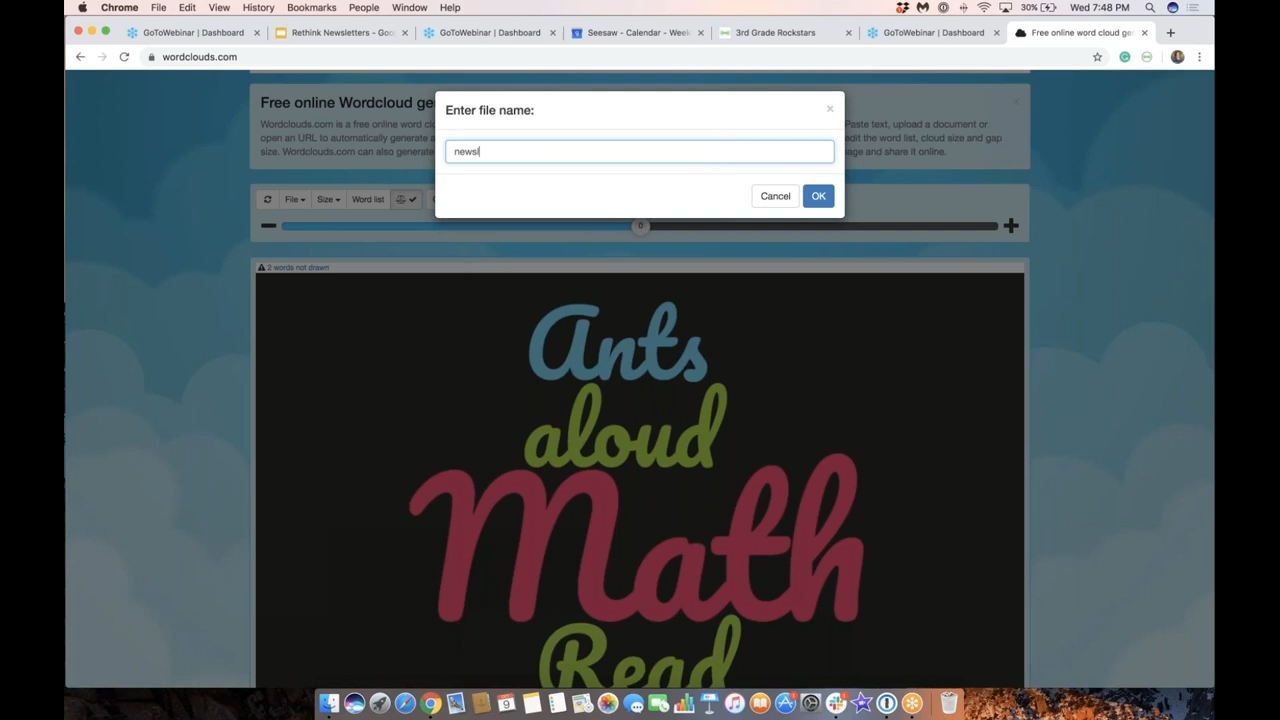 Chrome File Edit View History Bookmarks People Window Help 30% Wed 7:48 PM
GoToWebinar | Dashboard × Rethink Newsletters - Goo × GoToWebinar | Dashboard × Seesaw - Calendar - Week × 3rd Grade Rockstars × GoToWebinar | Dashboard × Free online word cloud ge ×
wordclouds.com
Enter file name: ×
newsl
Cancel OK
Free online Wordcloud ge
Wordclouds.com is a free online word clo Paste text, upload a document or
open an URL to automatically generate a edit the word list, cloud size and gap
size. Wordclouds.com can also generate age and share it online.
File Size Word list
0
2 words not drawn
Ants
aloud
Math
Read